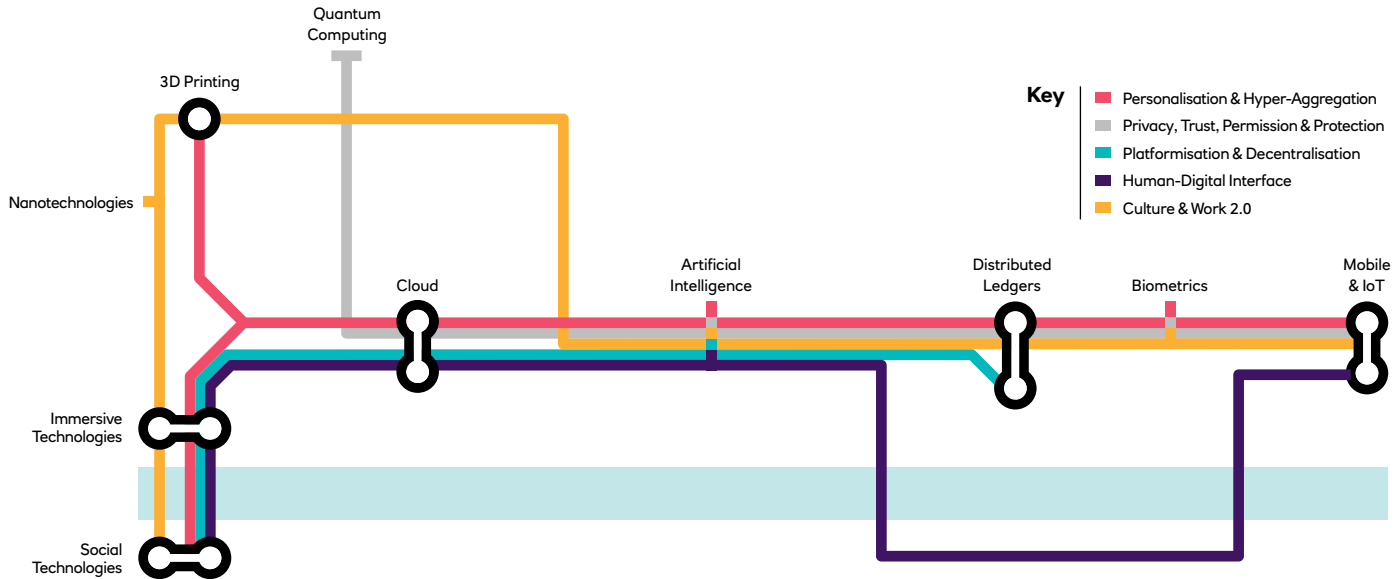 Quantum
Computing
3D Printing
Key
Personalisation & Hyper-Aggregation
Privacy, Trust, Permission & Protection
Platformisation & Decentralisation
Human-Digital Interface
Culture & Work 2.0
Nanotechnologies
Cloud
Artificial
Intelligence
Distributed
Ledgers
Biometrics
Mobile
& IoT
Immersive
Technologies
Social
Technologies